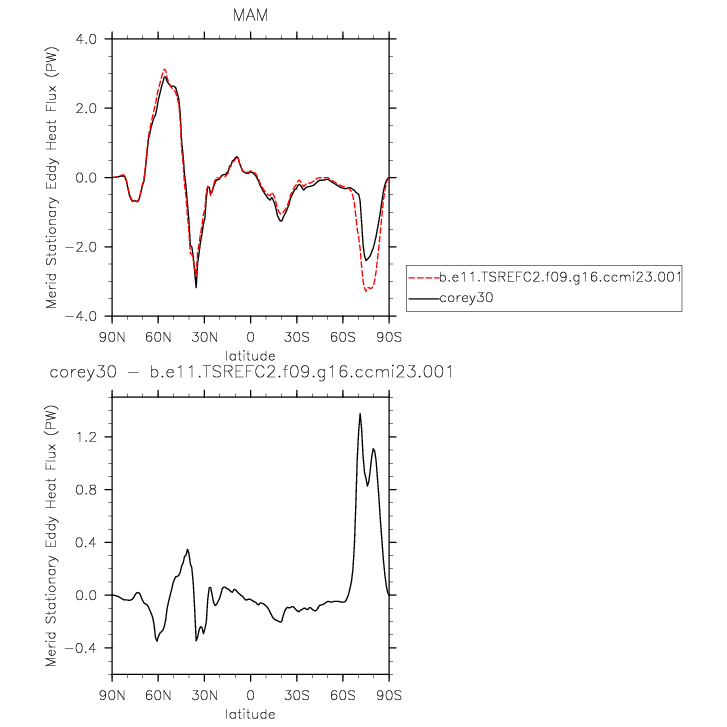 MAM
Merid Stationary Eddy Heat Flux (PW)
4.0
2.0
0.0
−2.0
−4.0
90N 60N 30N 0 30S 60S 90S
latitude
b.e11.TSREFC2.f09.g16.ccmi23.001
corey30
corey30 − b.e11.TSREFC2.f09.g16.ccmi23.001
Merid Stationary Eddy Heat Flux (PW)
1.2
0.8
0.4
0.0
−0.4
90N 60N 30N 0 30S 60S 90S
latitude